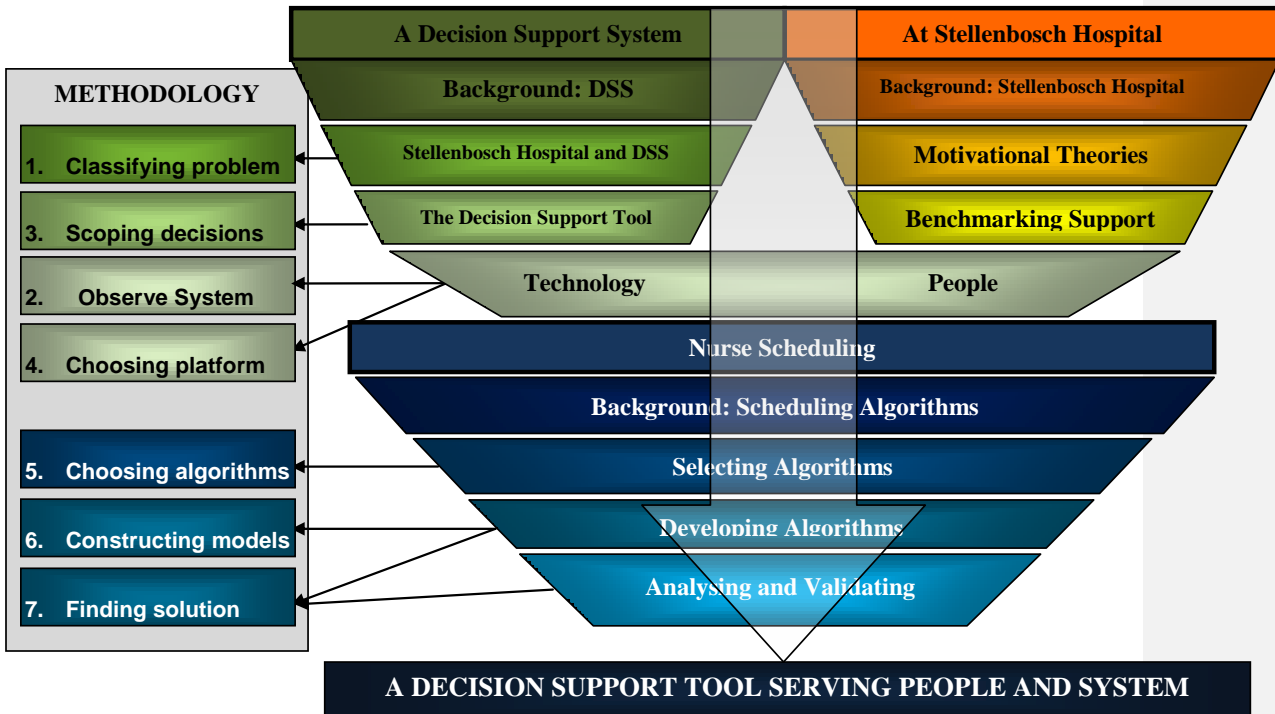 A Decision Support System
At Stellenbosch Hospital
METHODOLOGY
Background: DSS
Background: Stellenbosch Hospital
1. Classifying problem
Stellenbosch Hospital and DSS
Motivational Theories
3. Scoping decisions
The Decision Support Tool
Benchmarking Support
2. Observe System
Technology
People
4. Choosing platform
Nurse Scheduling
Background: Scheduling Algorithms
5. Choosing algorithms
Selecting Algorithms
6. Constructing models
Developing Algorithms
7. Finding solution
Analysing and Validating
A DECISION SUPPORT TOOL SERVING PEOPLE AND SYSTEM